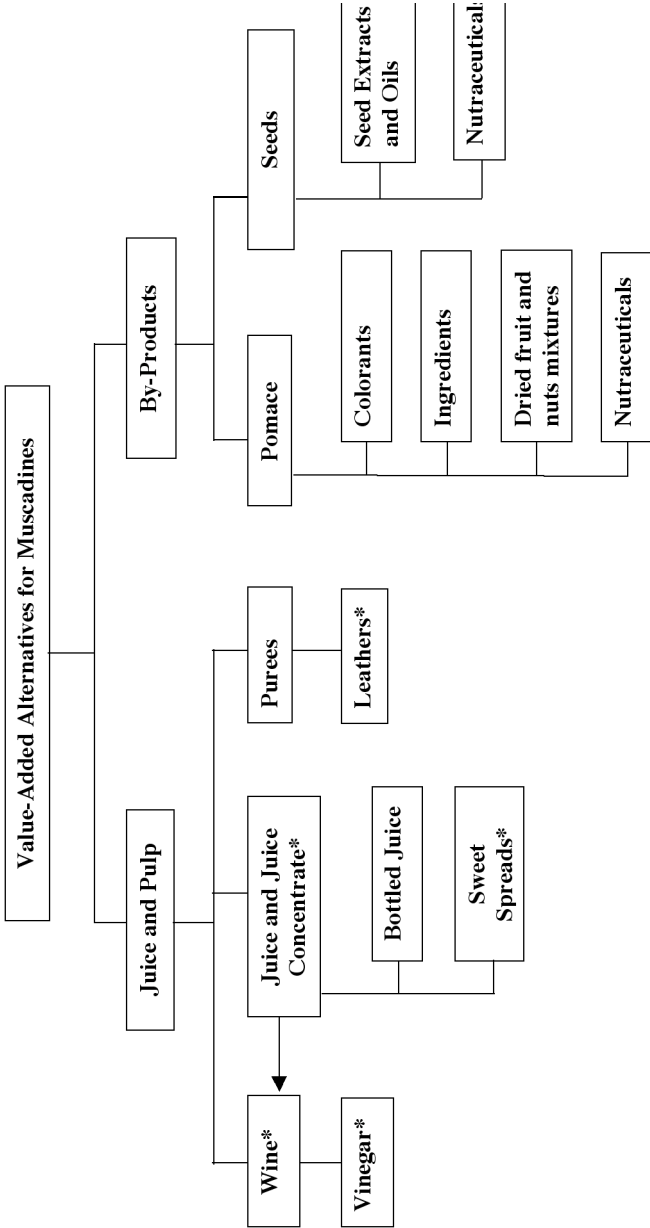 Value-Added Alternatives for Muscadines
Juice and Pulp
By-Products
Wine*
Juice and Juice
Concentrate*
Purees
Pomace
Seeds
Vinegar*
Bottled Juice
Sweet
Spreads*
Leathers*
Colorants
Ingredients
Dried fruit and
nuts mixtures
Nutraceuticals
Seed Extracts
and Oils
Nutraceuticals